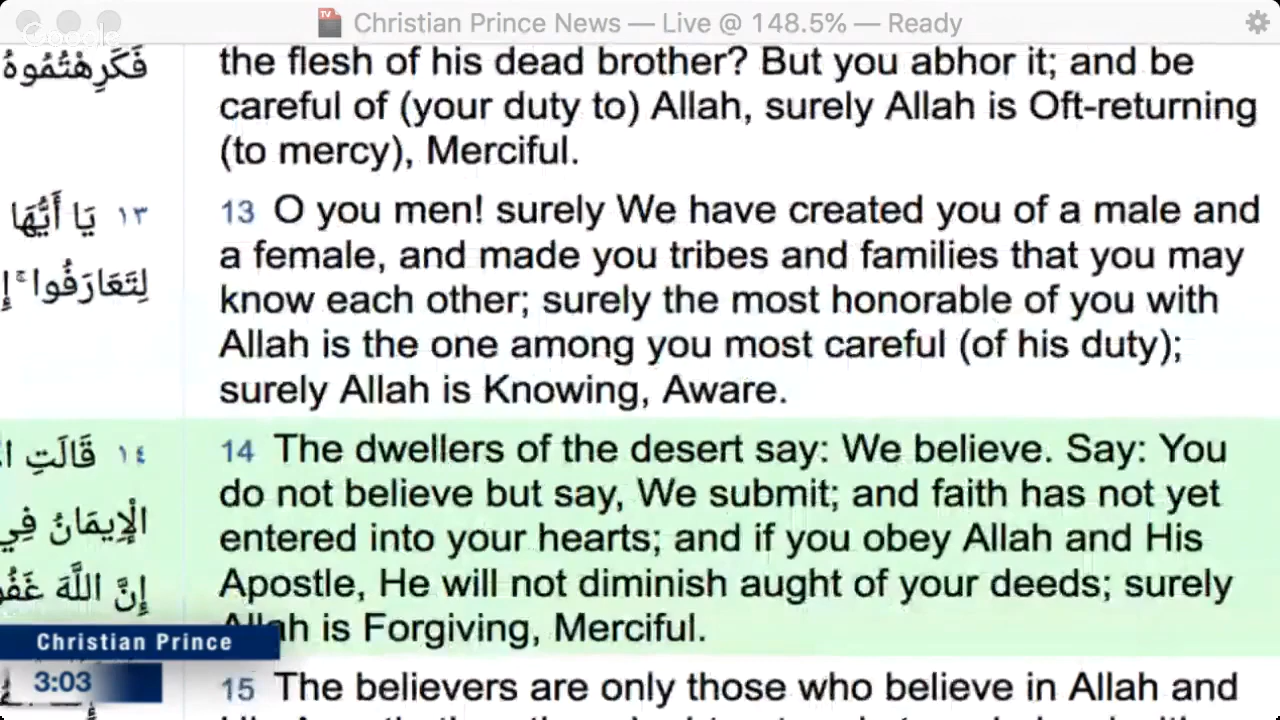 Christian Prince News — Live @ 148.5% — Ready
Google
TV
فَكَرِهْتُمُوهُ
the flesh of his dead brother? But you abhor it; and be
careful of (your duty to) Allah, surely Allah is Oft-returning
(to mercy), Merciful.
١٣ يَا أَيُّهَا
13 O you men! surely We have created you of a male and
a female, and made you tribes and families that you may
لِتَعَارَفُوا ۚ
know each other; surely the most honorable of you with
Allah is the one among you most careful (of his duty);
surely Allah is Knowing, Aware.
١٤ قَالَتِ
14 The dwellers of the desert say: We believe. Say: You
do not believe but say, We submit; and faith has not yet
الْإِيمَانُ فِي
entered into your hearts; and if you obey Allah and His
إِنَّ اللَّهَ
Apostle, He will not diminish aught of your deeds; surely
Allah is Forgiving, Merciful.
Christian Prince
3:03
15 The believers are only those who believe in Allah and